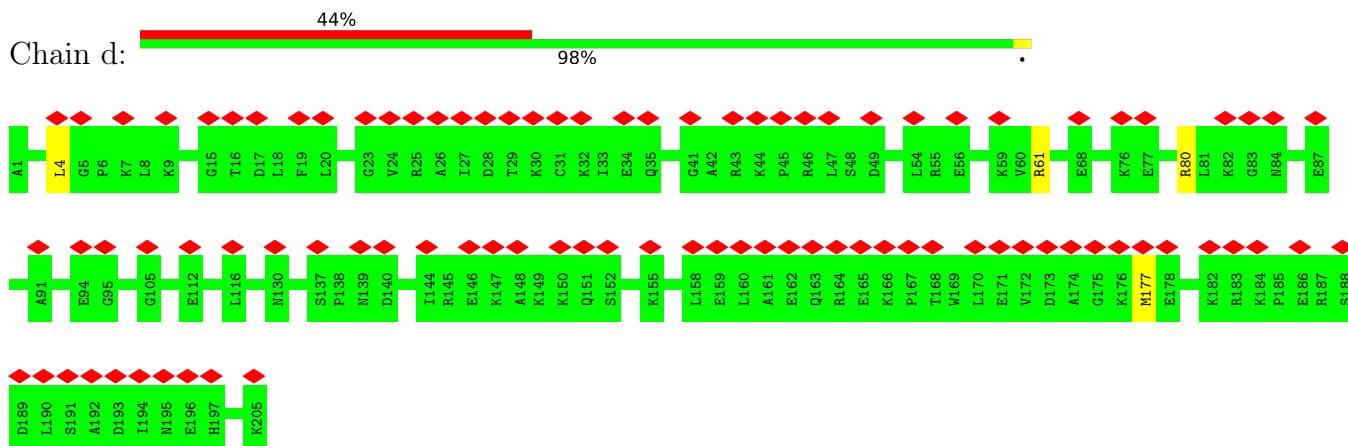 44%
Chain d:
98%
.
A1 L4 G5 P6 K7 L8 K9 G15 T16 D17 L18 F19 L20 G23 V24 R25 A26 I27 D28 T29 K30 C31 K32 I33 E34 Q35 G41 A42 R43 K44 P45 R46 L47 S48 D49 L54 R55 E56 K59 V60 R61 E68 K76 E77 R80 L81 K82 G83 N84 E87
A91 E94 G95 G105 E112 L116 N130 S137 P138 N139 D140 I144 R145 E146 K147 A148 K149 K150 Q151 S152 K155 L158 E159 L160 A161 E162 Q163 R164 E165 K166 P167 T168 W169 L170 E171 V172 D173 A174 G175 K176 M177 E178 K182 R183 K184 P185 E186 R187 S188
D189 L190 S191 A192 D193 I194 N195 E196 H197 K205